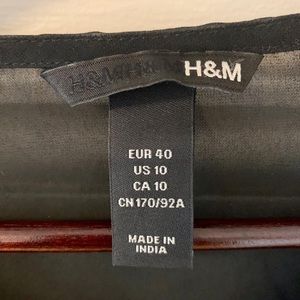 H&M H&M H&M
EUR 40
US 10
CA 10
CN 170/92A
MADE IN
INDIA